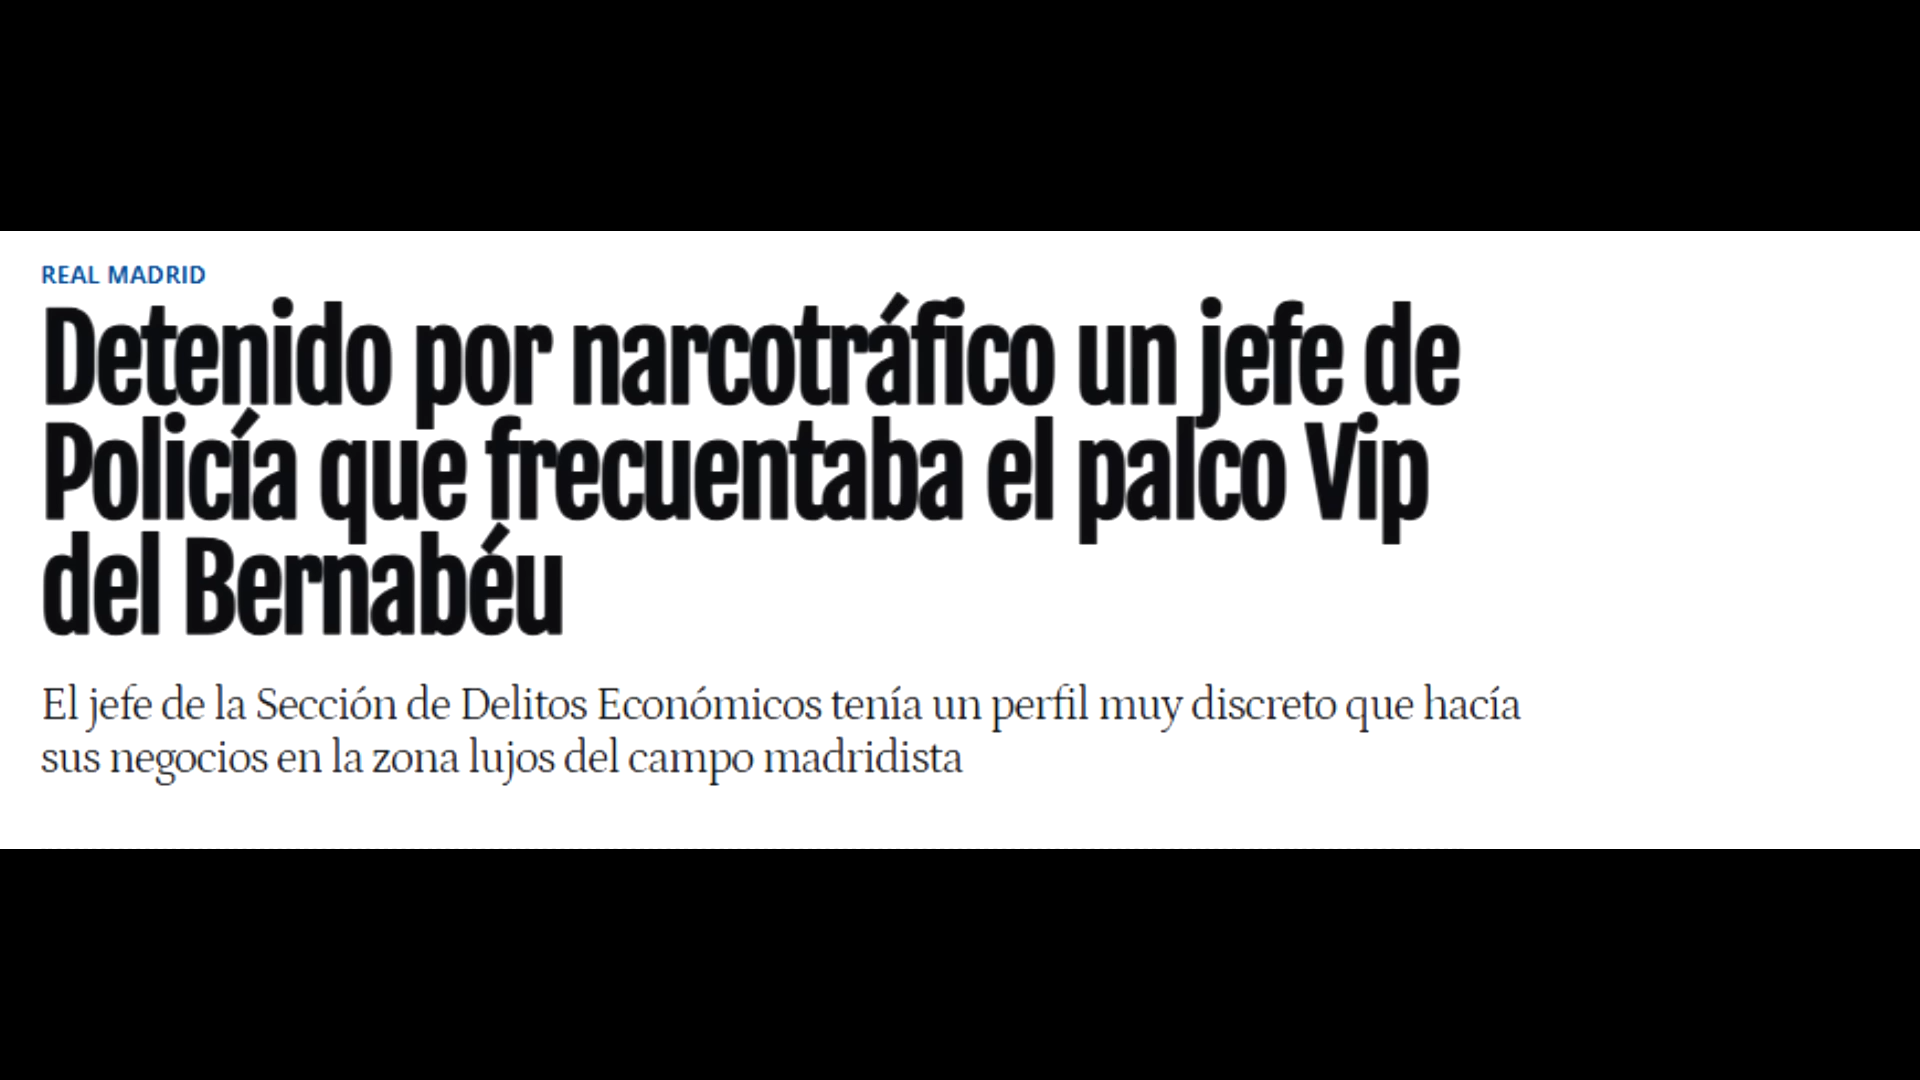 REAL MADRID
Detenido por narcotráfico un jefe de
Policía que frecuentaba el palco Vip
del Bernabéu
El jefe de la Sección de Delitos Económicos tenía un perfil muy discreto que hacía
sus negocios en la zona lujos del campo madridista